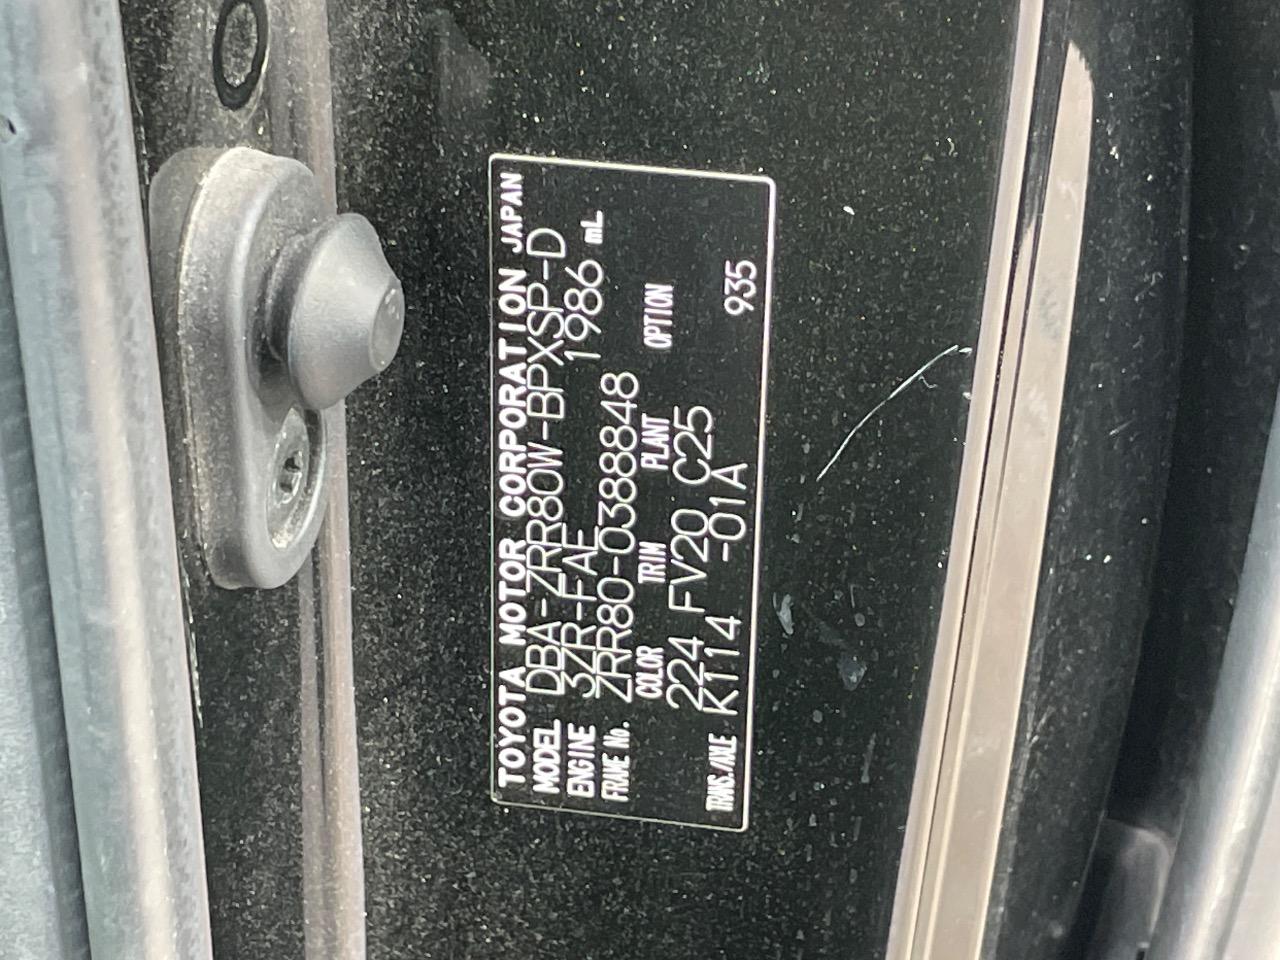 TOYOTA MOTOR CORPORATION JAPAN
MODEL DBA-ZRR80W-BPXSP-D
ENGINE 3ZR-FAE 1986 mL
FRAME No. ZRR80-0388848
COLOR TRIM PLANT OPTION
224 FV20 C25
TRANS./AXLE K114 -01A 935